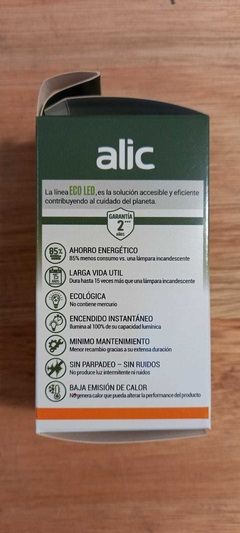 alic
La línea ECO LED, es la solución accesible y eficiente
contribuyendo al cuidado del planeta.
GARANTÍA
2
años
85%
AHORRO ENERGÉTICO
85% menos consumo vs. una lámpara incandescente
15
LARGA VIDA UTIL
Dura hasta 15 veces más que una lámpara incandescente
ECOLÓGICA
No contiene mercurio
ENCENDIDO INSTANTÁNEO
Ilumina al 100% de su capacidad lumínica
MINIMO MANTENIMIENTO
Menor recambio gracias a su extensa duración
SIN PARPADEO – SIN RUIDOS
No produce luz intermitente ni ruidos
BAJA EMISIÓN DE CALOR
No genera calor que pueda alterar la performance del producto